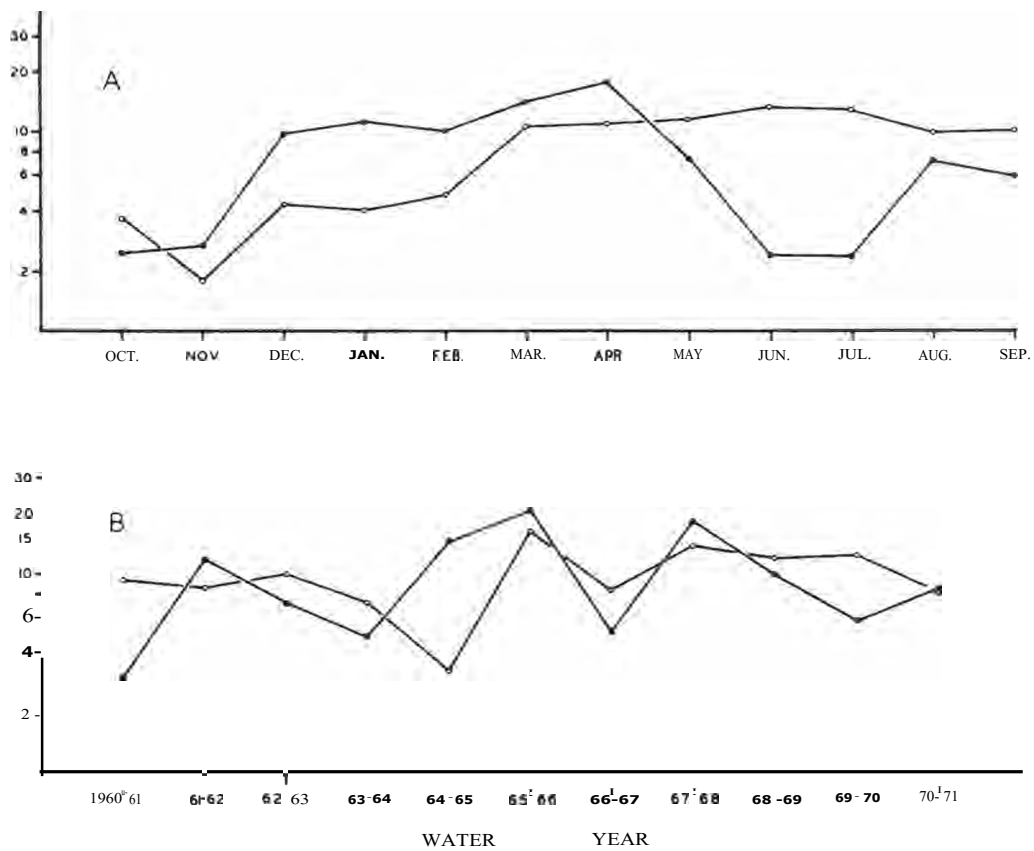 30
20
A
10
8
6
4
2
OCT. NOV. DEC. JAN. FEB. MAR. APR MAY JUN. JUL. AUG. SEP.
30
20
B
15
10
6
4
2
1960-61 61-62 62-63 63-64 64-65 65-66 66-67 67-68 68-69 69-70 70-71
WATER YEAR